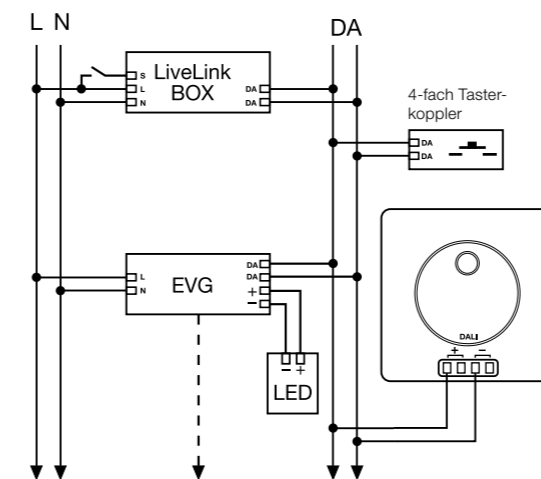 L N
DA
S
LiveLink
BOX
L
N
DA
DA
4-fach Taster-
koppler
DA
DA
L
N
EVG
DA
DA
+
−
− +
LED
DALI
+ −